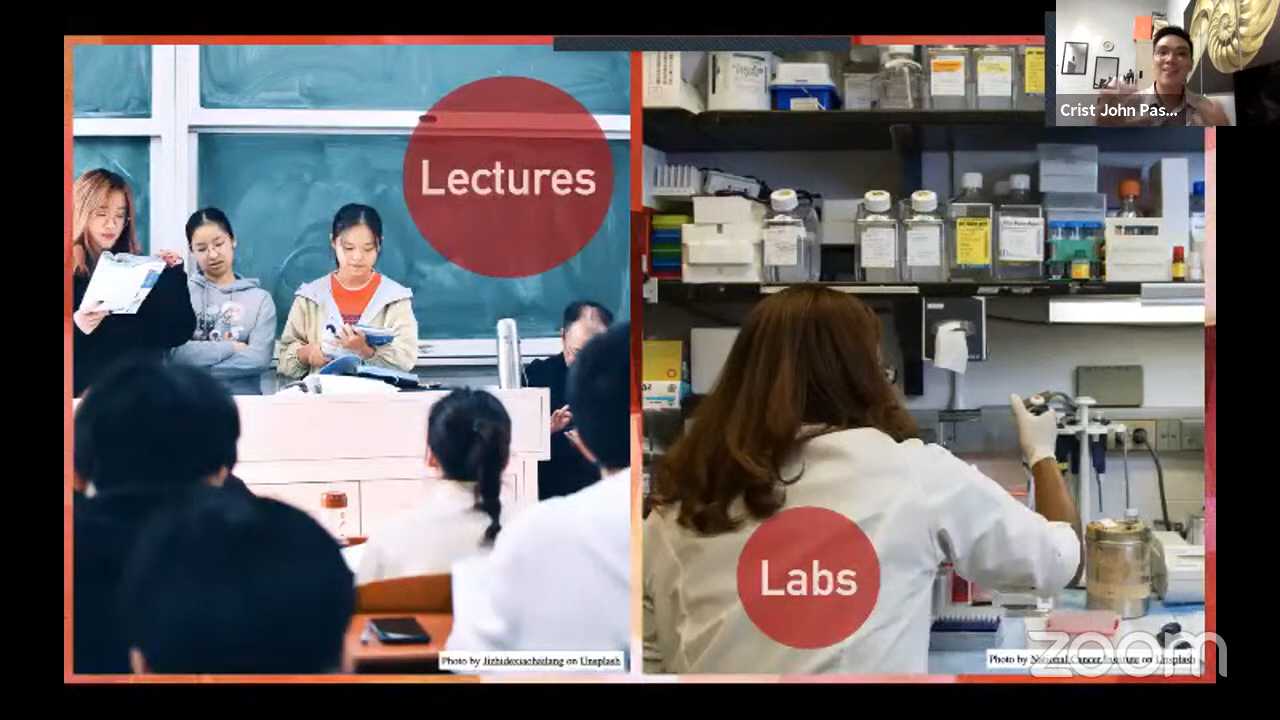 Crist John Pas...
Lectures
Labs
Photo by Jizhidexiaohailang on Unsplash
Photo by National Cancer Institute on Unsplash
zoom